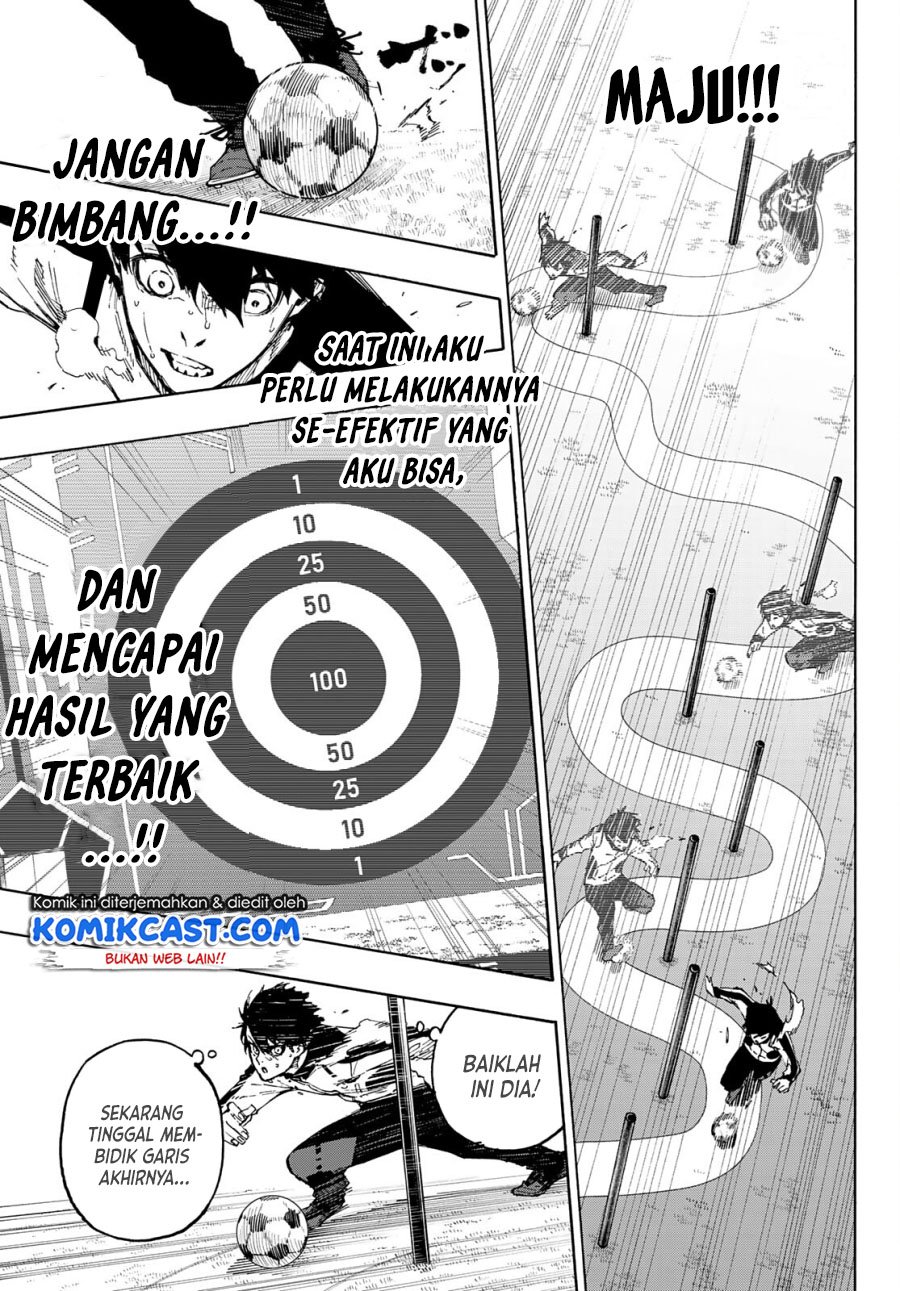 MAJU!!!
JANGAN
BIMBANG...!!
SAAT INI, AKU
PERLU MELAKUKANNYA
SE-EFEKTIF YANG
AKU BISA,
1
10
25
50
100
50
25
10
1
DAN
MENCAPAI
HASIL YANG
TERBAIK
....!!
Komik ini diterjemahkan & diedit oleh
KOMIKCAST.COM
BUKAN WEB LAIN!!
BAIKLAH
INI DIA!
SEKARANG
TINGGAL MEM-
BIDIK GARIS
AKHIRNYA...